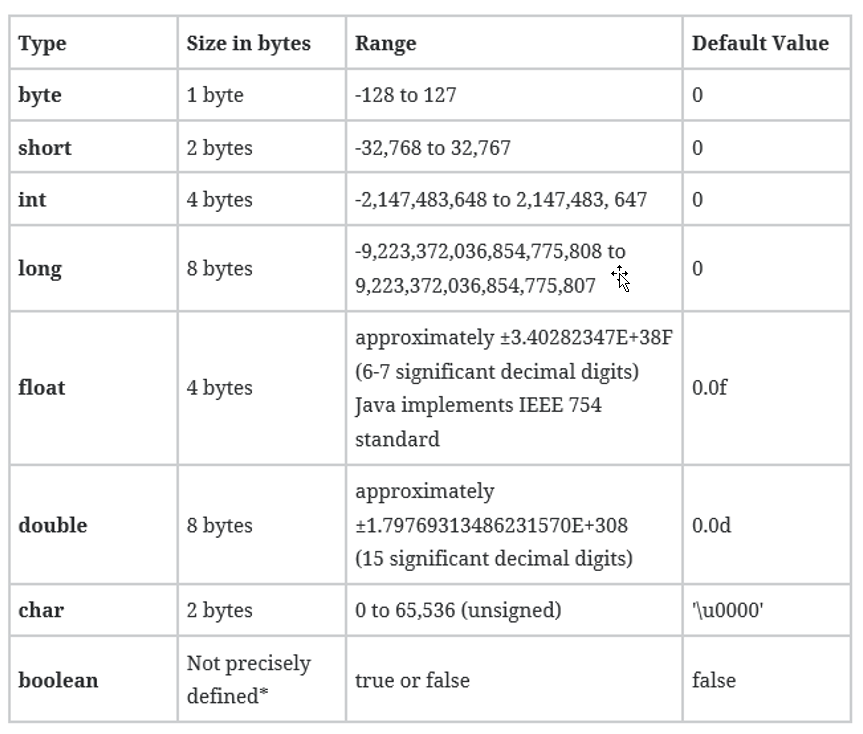 Type Size in bytes Range Default Value
byte 1 byte -128 to 127 0
short 2 bytes -32,768 to 32,767 0
int 4 bytes -2,147,483,648 to 2,147,483, 647 0
long 8 bytes -9,223,372,036,854,775,808 to
9,223,372,036,854,775,807 0
float 4 bytes approximately ±3.40282347E+38F
(6-7 significant decimal digits)
Java implements IEEE 754
standard 0.0f
double 8 bytes approximately
±1.79769313486231570E+308
(15 significant decimal digits) 0.0d
char 2 bytes 0 to 65,536 (unsigned) '\u0000'
boolean Not precisely
defined* true or false false